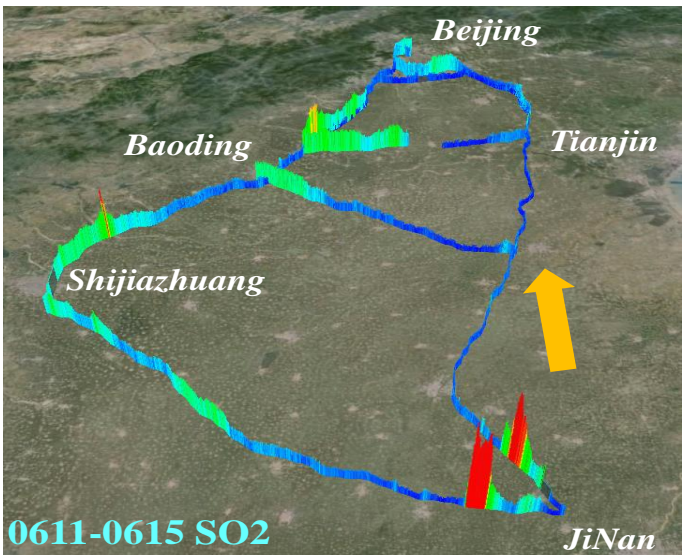 Beijing
Baoding
Tianjin
Shijiazhuang
0611-0615 SO2
JiNan